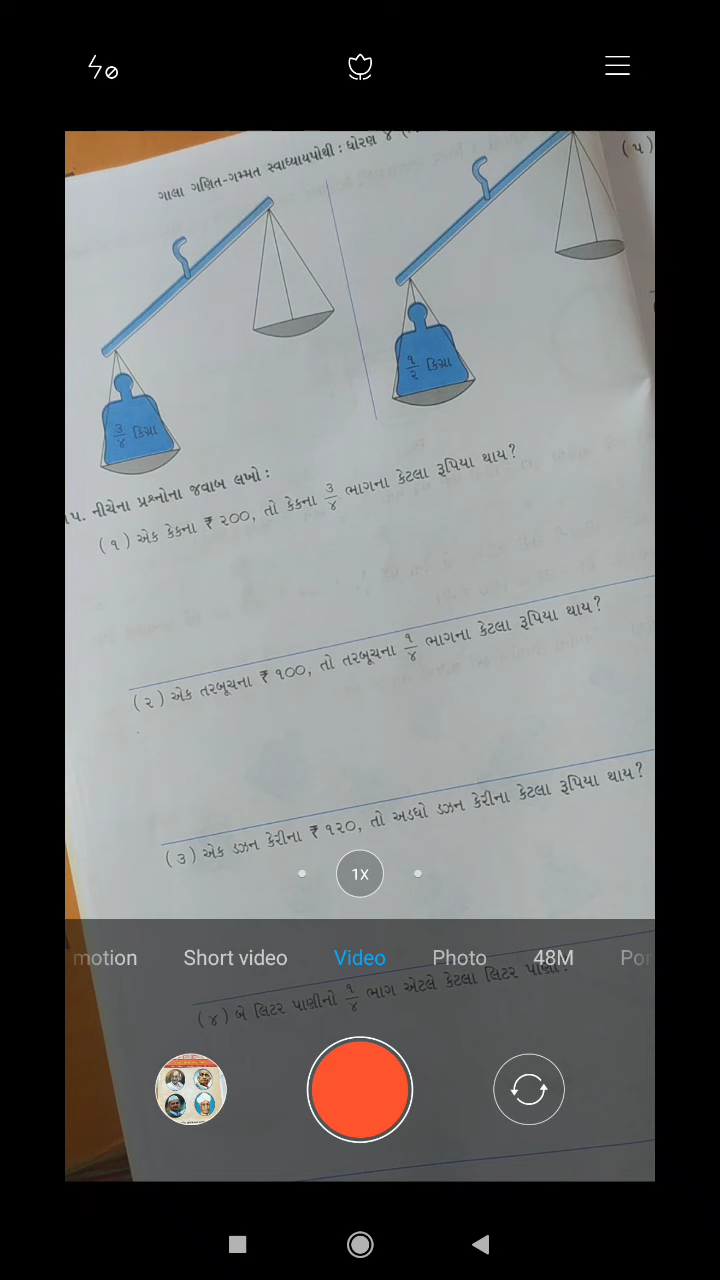 ગાલા ગણિત-ગમ્મત સ્વાધ્યાયપોથી : ધોરણ ૪
(૫)
૩/૪ કિગ્રા
૧/૨ કિગ્રા
૧૫. નીચેના પ્રશ્નોના જવાબ લખો :
(૧) એક કેકના ₹ ૨૦૦, તો કેકના ૩/૪ ભાગના કેટલા રૂપિયા થાય?
(૨) એક તરબૂચના ₹ ૧૦૦, તો તરબૂચના ૧/૪ ભાગના કેટલા રૂપિયા થાય?
(૩) એક ડઝન કેરીના ₹ ૧૨૦, તો અડધો ડઝન કેરીના કેટલા રૂપિયા થાય?
1X
motion Short video Video Photo 48M
(૪) બે લિટર પાણીનો ૧/૪ ભાગ એટલે કેટલા લિટર પાણી?